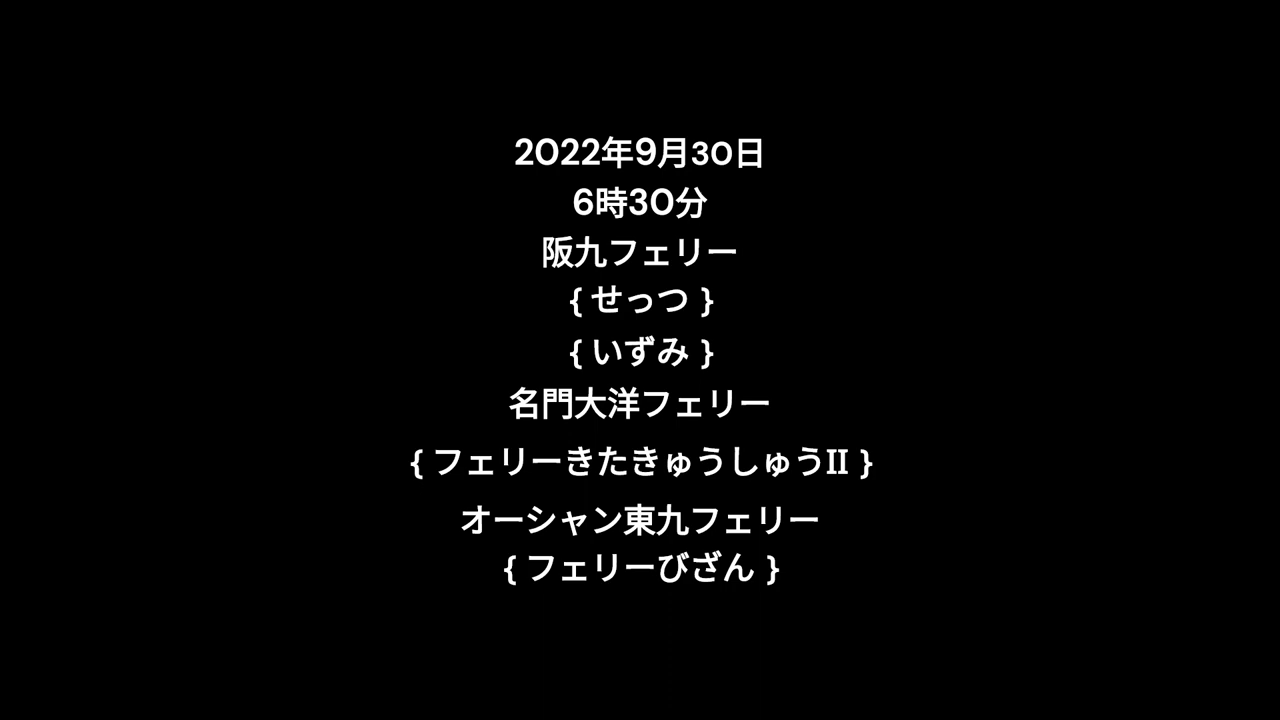 2022年9月30日
6時30分
阪九フェリー
{ せっつ }
{ いずみ }
名門大洋フェリー
{ フェリーきたきゅうしゅうII }
オーシャン東九フェリー
{ フェリーびざん }